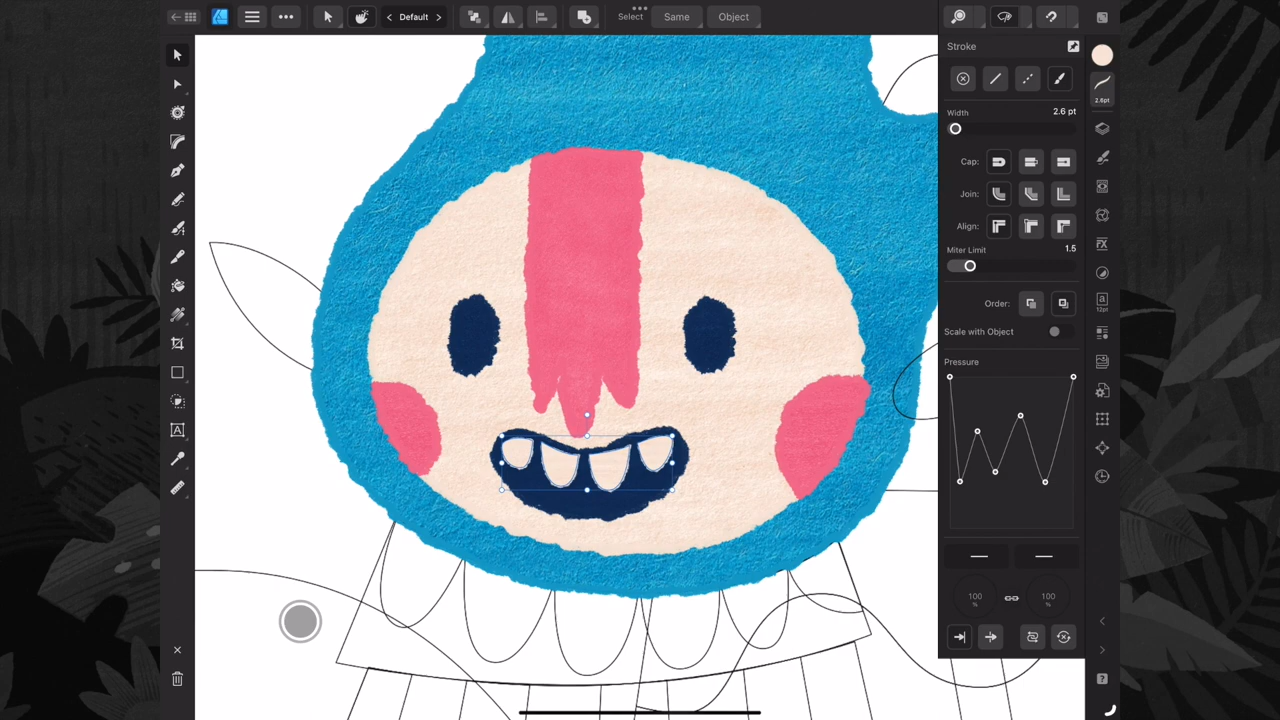 Default
Select
Same
Object
Stroke
2.6pt
Width
2.6 pt
Cap:
Join:
Align:
Miter Limit
1.5
Order:
a
12pt
Scale with Object
Pressure
100
%
100
%
FX
A
?